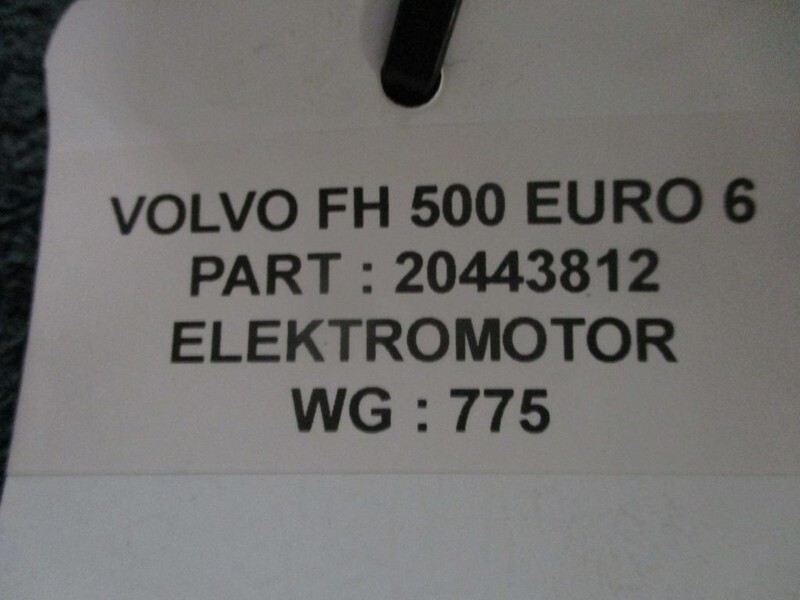 VOLVO FH 500 EURO 6
PART : 20443812
ELEKTROMOTOR
WG : 775